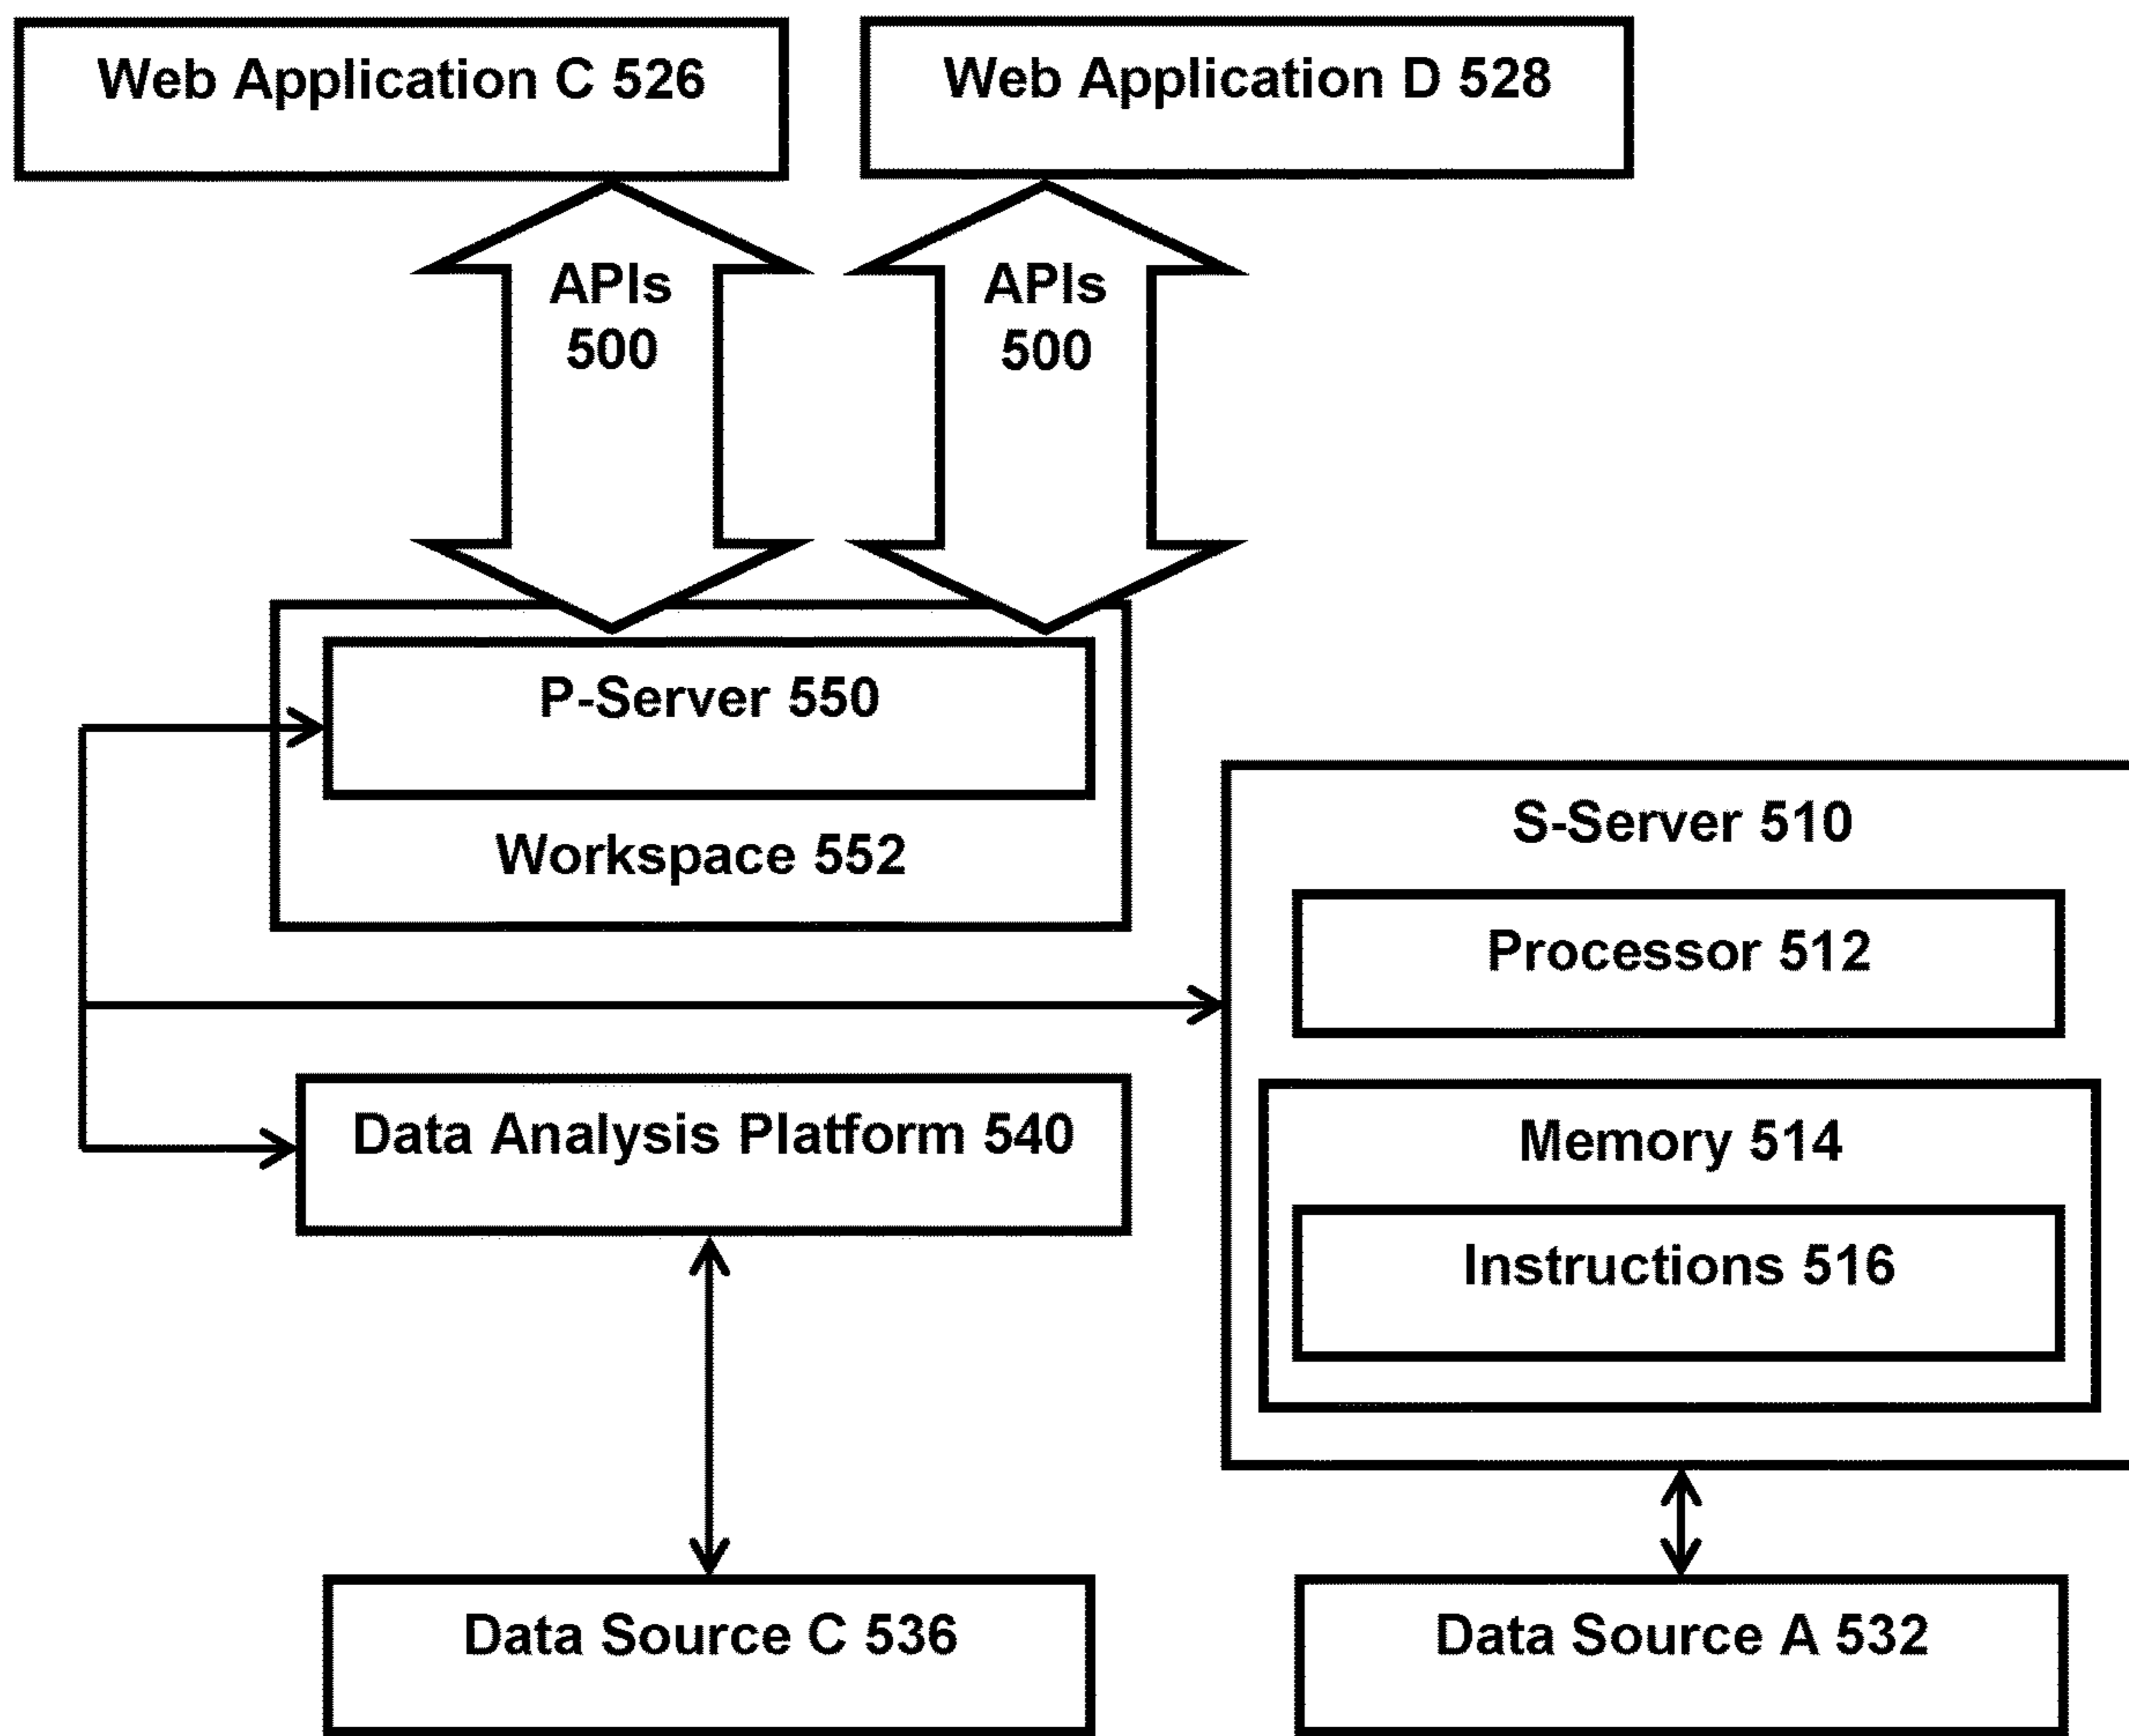 Web Application C 526
Web Application D 528
APIs
500
APIs
500
P-Server 550
Workspace 552
S-Server 510
Processor 512
Data Analysis Platform 540
Memory 514
Instructions 516
Data Source C 536
Data Source A 532